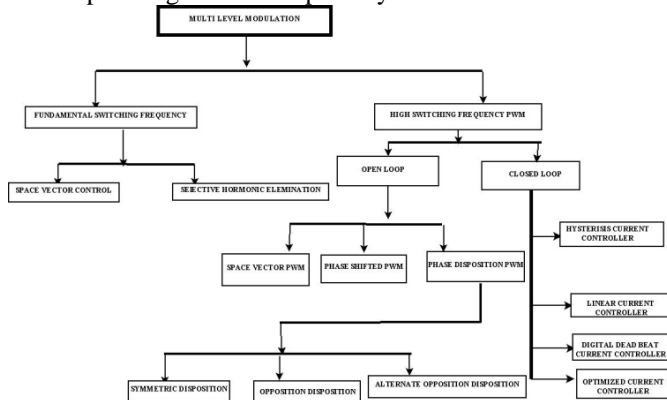 MULTI LEVEL MODULATION
FUNDAMENTAL SWITCHING FREQUENCY
HIGH SWITCHING FREQUENCY PWM
OPEN LOOP
CLOSED LOOP
SPACE VECTOR CONTROL
SELECTIVE HORMONIC ELEMINATION
HYSTERISIS CURRENT
CONTROLLER
SPACE VECTOR PWM
PHASE SHIFTED PWM
PHASE DISPOSITION PWM
LINEAR CURRENT
CONTROLLER
DIGITAL DEAD BEAT
CURRENT CONTROLLER
SYMMETRIC DISPOSITION
OPPOSITION DISPOSITION
ALTERNATE OPPOSITION DISPOSITION
OPTIMIZED CURRENT
CONTROLLER